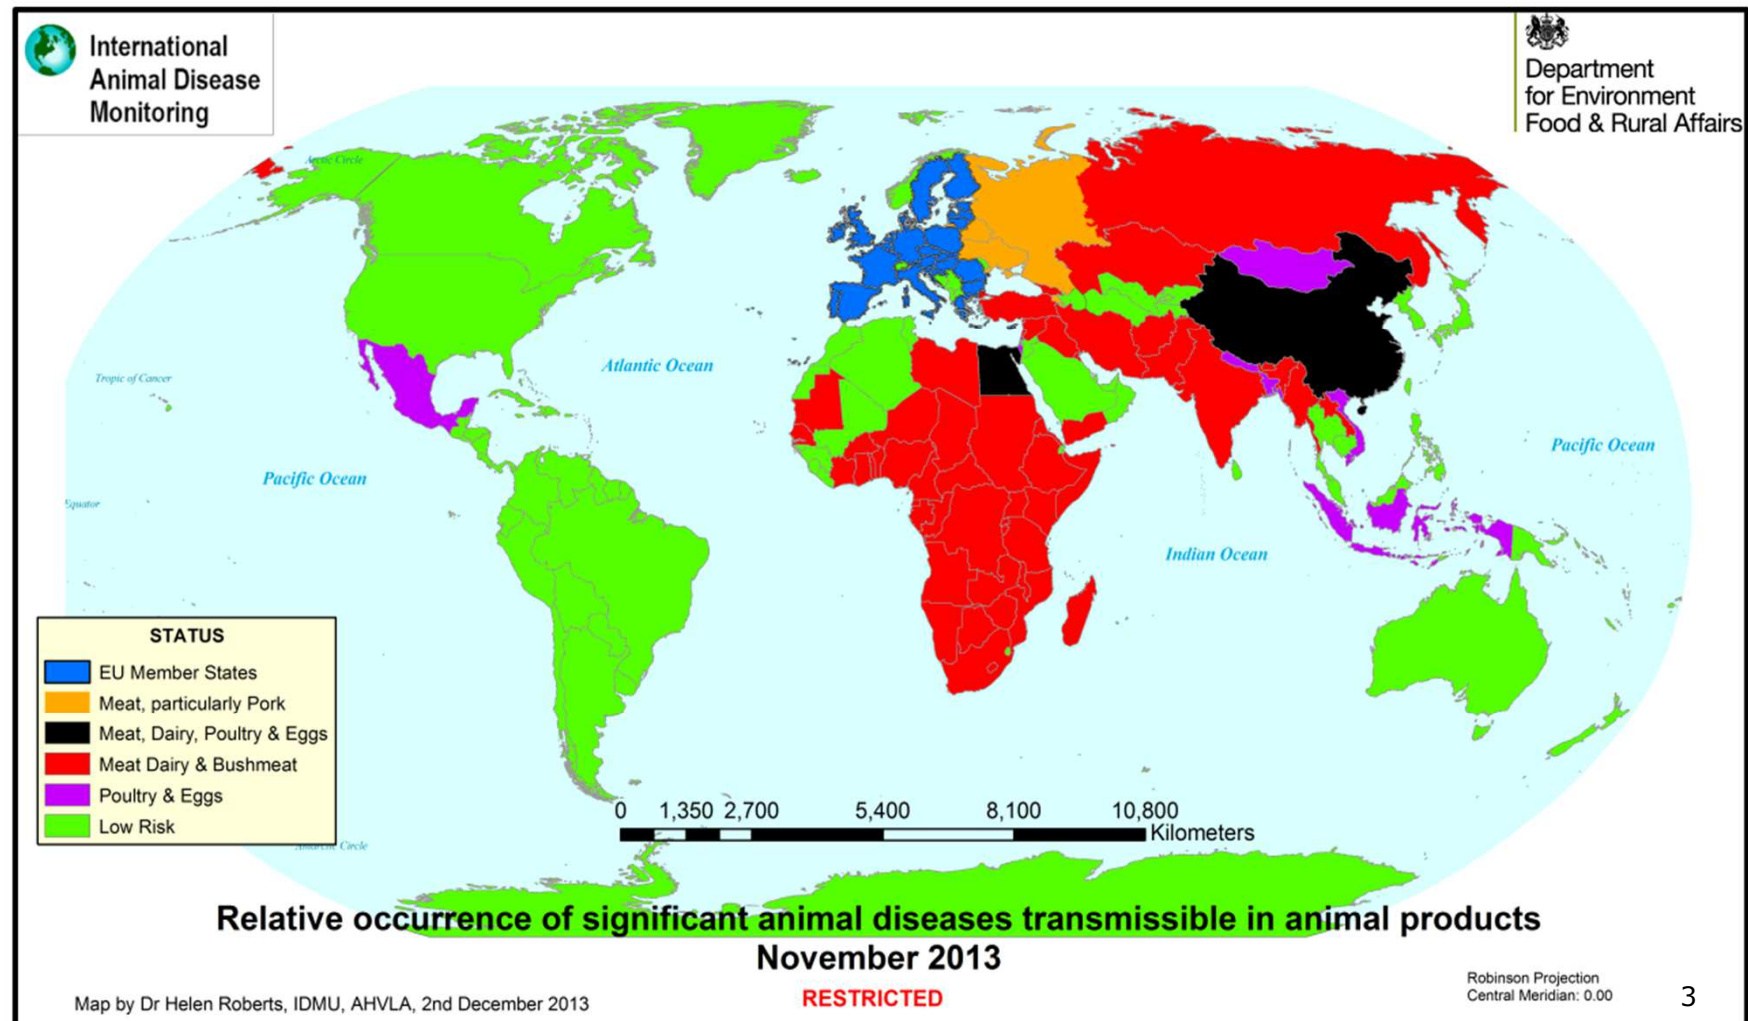 International
Animal Disease
Monitoring
Department
for Environment
Food & Rural Affairs
Arctic Circle
Atlantic Ocean
Tropic of Cancer
Pacific Ocean
Pacific Ocean
Equator
Indian Ocean
STATUS
EU Member States
Meat, particularly Pork
Meat, Dairy, Poultry & Eggs
Meat Dairy & Bushmeat
Poultry & Eggs
Low Risk
0 1,350 2,700 5,400 8,100 10,800
Kilometers
Circle
Relative occurrence of significant animal diseases transmissible in animal products
November 2013
RESTRICTED
Map by Dr Helen Roberts, IDMU, AHVLA, 2nd December 2013
Robinson Projection
Central Meridian: 0.00
3